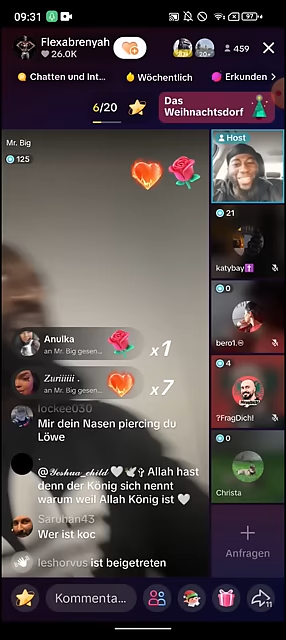 09:31
97
Flexabrenyah
26.0K
20+
459
Chatten und Int...
Wöchentlich
Erkunden
6/20
Das
Weihnachtsdorf
Mr. Big
125
Host
21
katybay
0
bero1.
4
?FragDich!
0
Christa
Anfragen
Anulka
an Mr. Big gesen...
x1
Zuriiiii .
an Mr. Big gesen...
x7
lockee030
Mir dein Nasen piercing du
Löwe
.
@Yeshua_child 🤍🕊✞ Allah hast
denn der König sich nennt
warum weil Allah König ist 🤍
Saruhan43
Wer ist koc
leshorvus ist beigetreten
Kommenta...
11